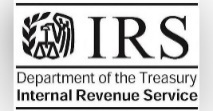 IRS
Department of the Treasury
Internal Revenue Service